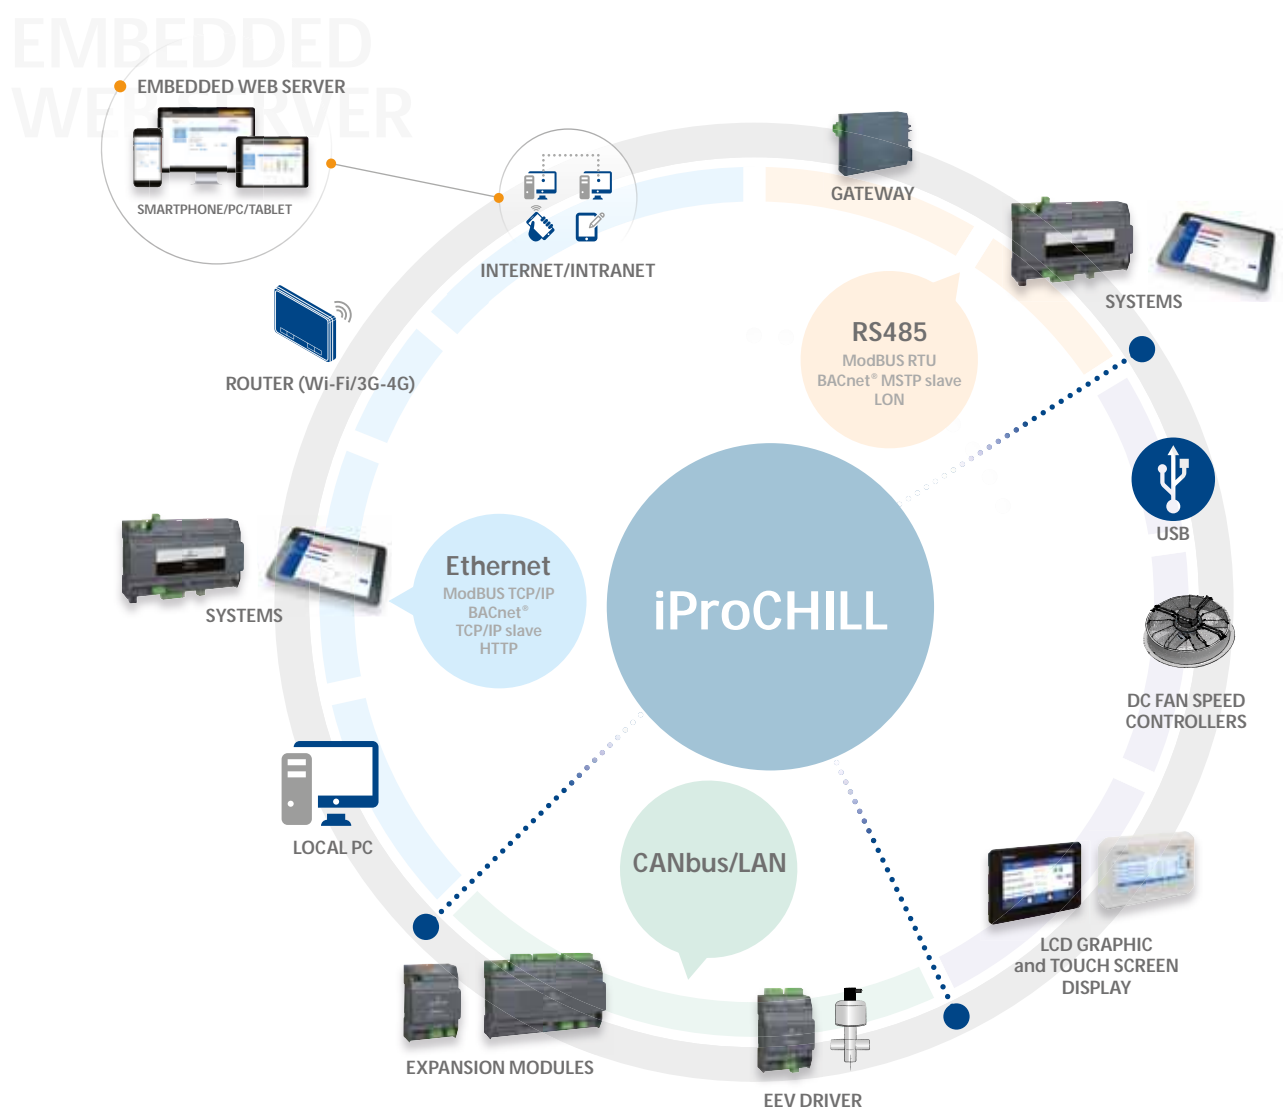 EMBEDDED
WEB SERVER
EMBEDDED WEB SERVER
SMARTPHONE/PC/TABLET
INTERNET/INTRANET
GATEWAY
SYSTEMS
ROUTER (Wi-Fi/3G-4G)
RS485
ModBUS RTU
BACnet® MSTP slave
LON
USB
Ethernet
ModBUS TCP/IP
BACnet®
TCP/IP slave
HTTP
SYSTEMS
iProCHILL
DC FAN SPEED
CONTROLLERS
LOCAL PC
CANbus/LAN
LCD GRAPHIC
and TOUCH SCREEN
DISPLAY
EXPANSION MODULES
EEV DRIVER